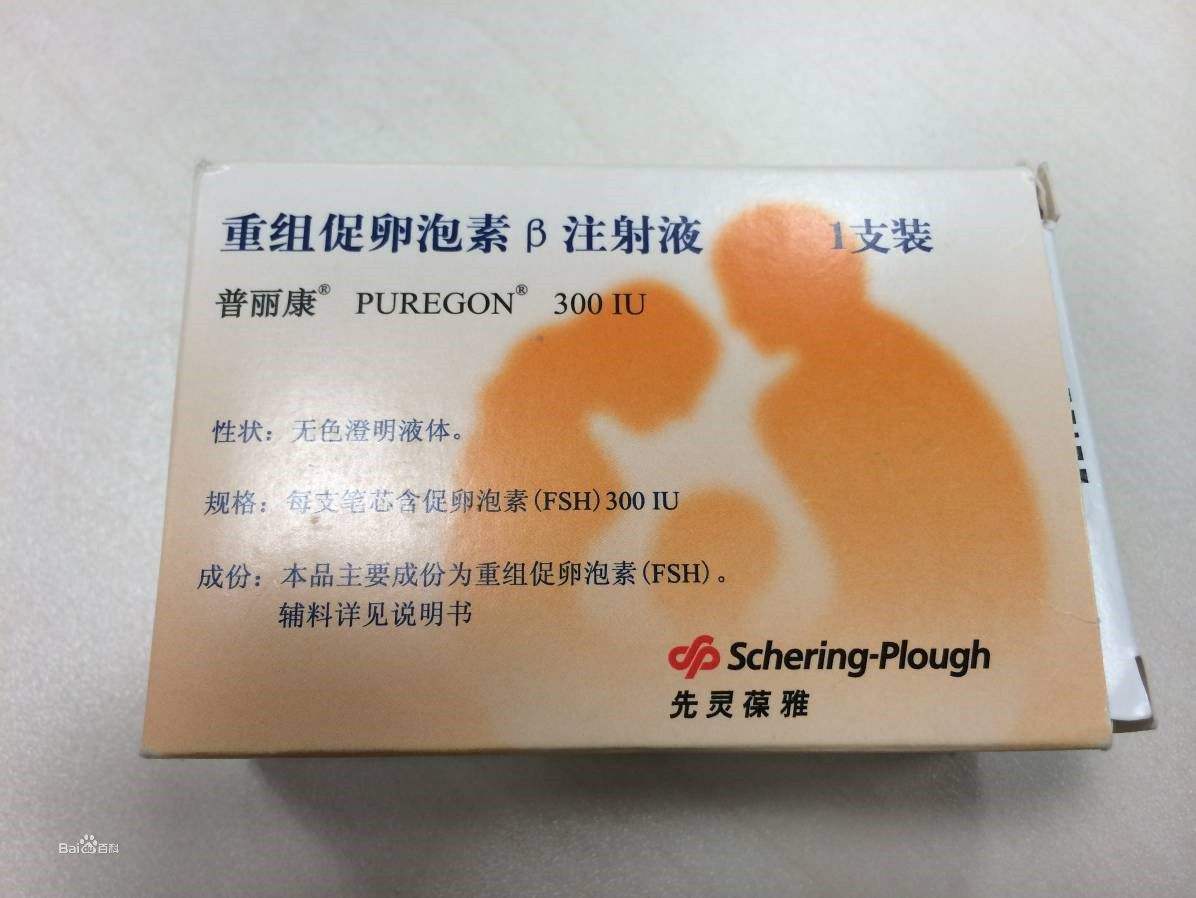 重组促卵泡素 β 注射液 1支装
普丽康® PUREGON® 300 IU
性状：无色澄明液体。
规格：每支笔芯含促卵泡素(FSH)300 IU
成份：本品主要成份为重组促卵泡素(FSH)。
辅料详见说明书
Schering-Plough
先灵葆雅
Baidu百科